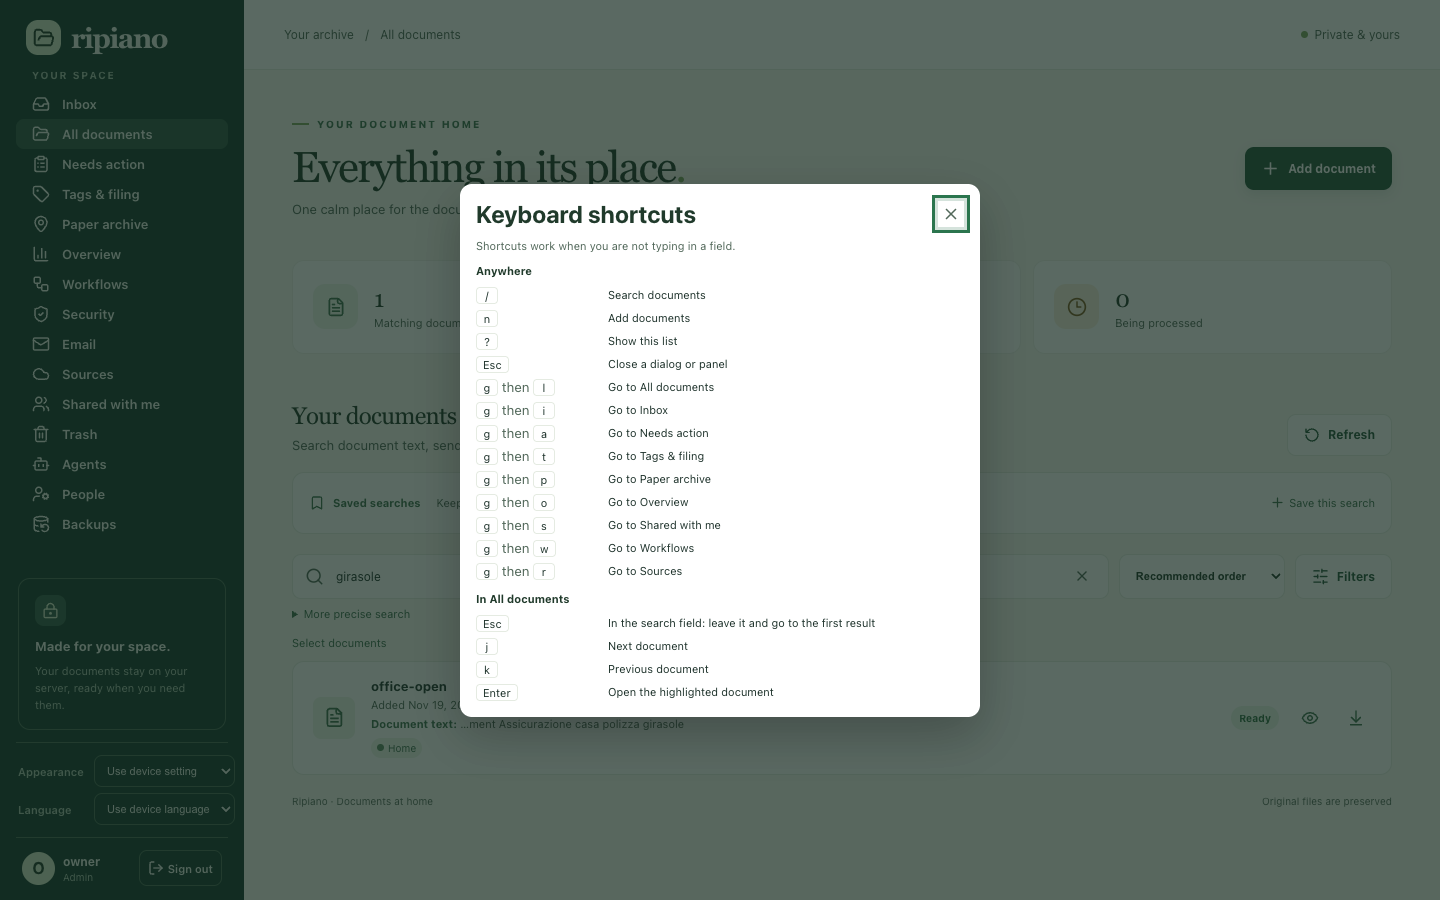 ripiano
YOUR SPACE
Inbox
All documents
Needs action
Tags & filing
Paper archive
Overview
Workflows
Security
Email
Sources
Shared with me
Trash
Agents
People
Backups
Made for your space.
Your documents stay on your
server, ready when you need
them.
Appearance Use device setting
Language Use device language
O owner
Admin
Sign out
Your archive / All documents
Private & yours
YOUR DOCUMENT HOME
Everything in its place.
Add document
One calm place for the
1
Matching
0
Being processed
Your documents
Search document text,
Refresh
Saved searches
Save this search
girasole
Recommended order
Filters
More precise search
Select documents
office-open
Added Nov 19,
Document text: ...ment Assicurazione casa polizza girasole
Home
Ready
Ripiano · Documents at home
Original files are preserved
Keyboard shortcuts
Shortcuts work when you are not typing in a field.
Anywhere
/ Search documents
n Add documents
? Show this list
Esc Close a dialog or panel
g then l Go to All documents
g then i Go to Inbox
g then a Go to Needs action
g then t Go to Tags & filing
g then p Go to Paper archive
g then o Go to Overview
g then s Go to Shared with me
g then w Go to Workflows
g then r Go to Sources
In All documents
Esc In the search field: leave it and go to the first result
j Next document
k Previous document
Enter Open the highlighted document